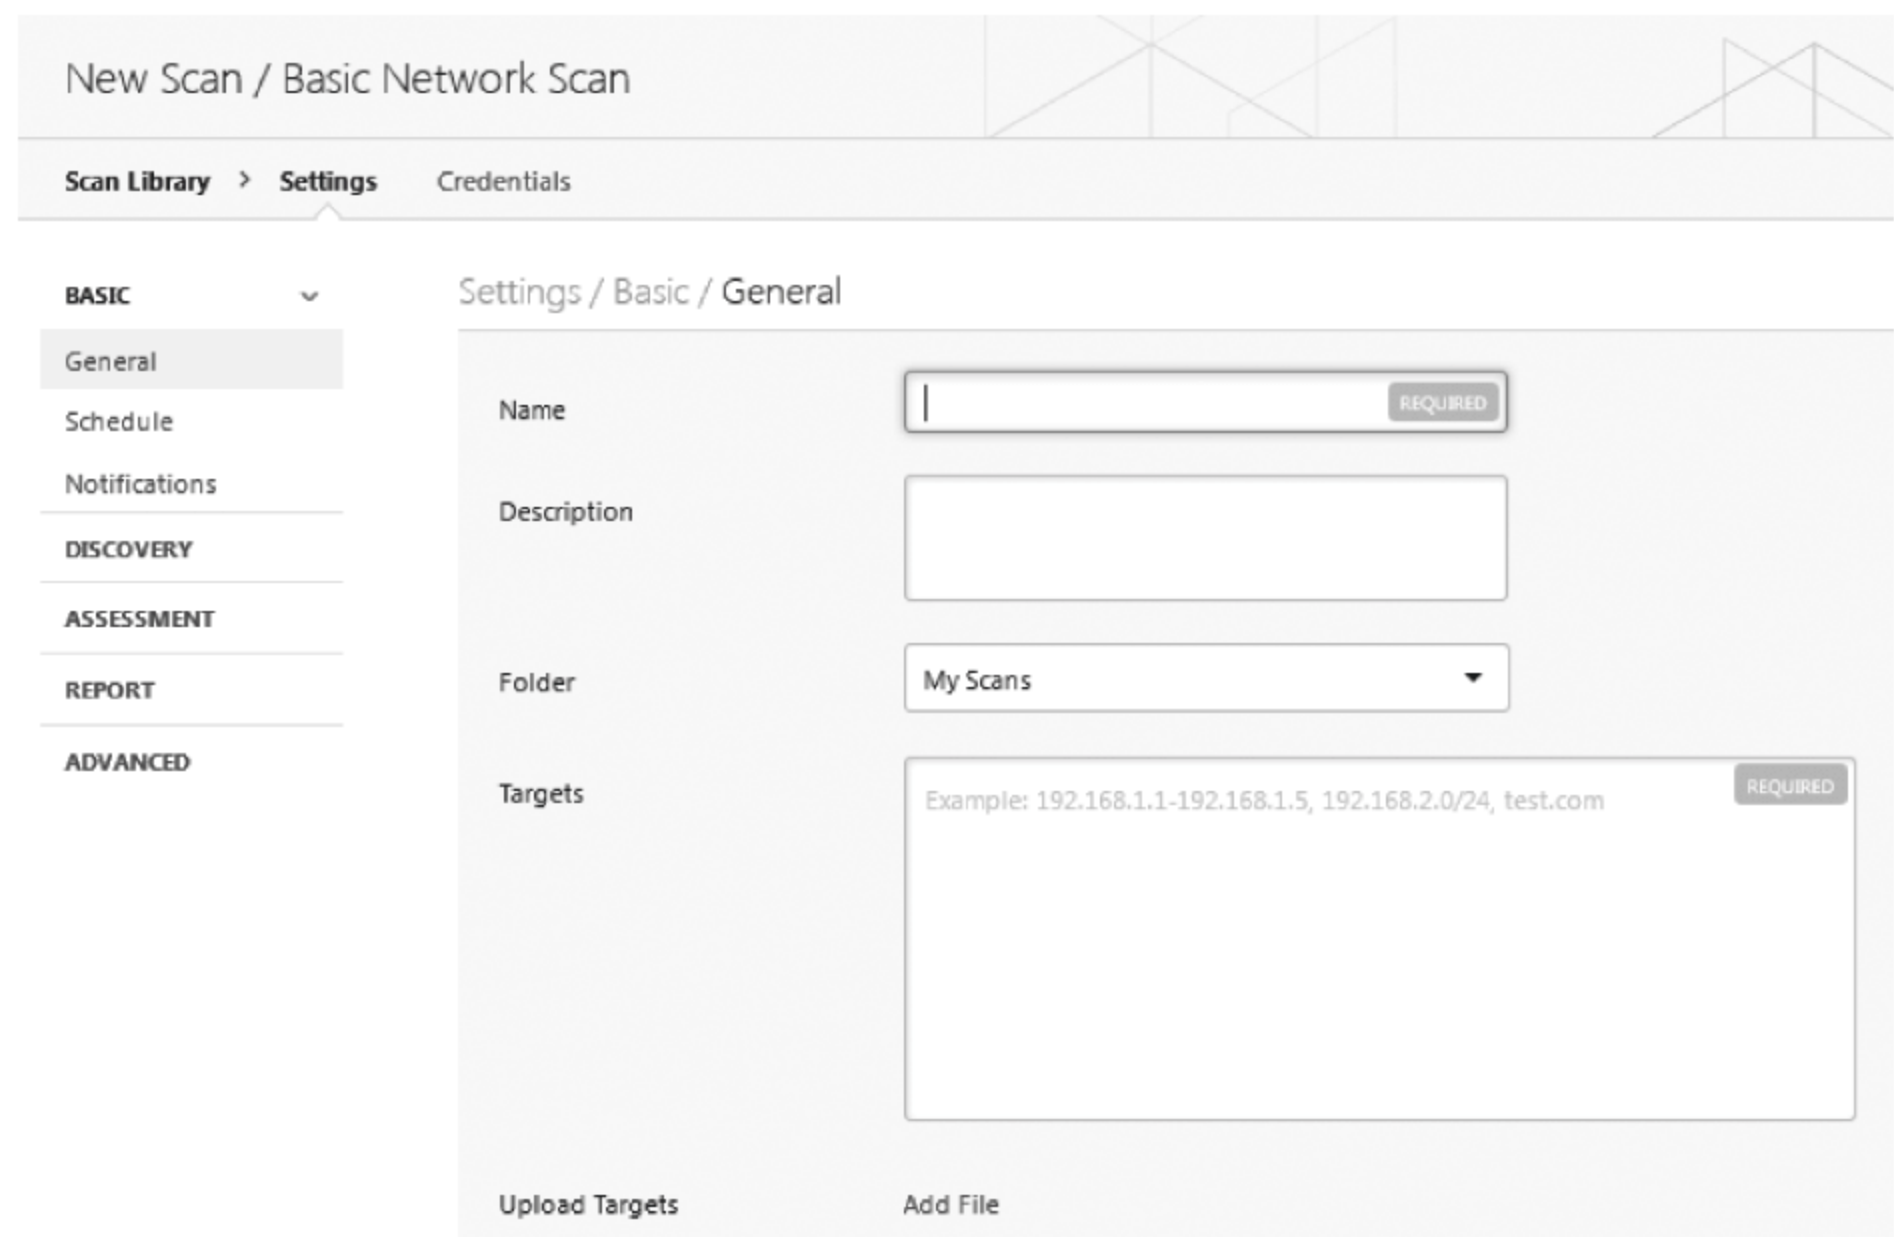 New Scan / Basic Network Scan
Scan Library > Settings Credentials
BASIC
General
Schedule
Notifications
DISCOVERY
ASSESSMENT
REPORT
ADVANCED
Settings / Basic / General
Name REQUIRED
Description
Folder My Scans
Targets Example: 192.168.1.1-192.168.1.5, 192.168.2.0/24, test.com REQUIRED
Upload Targets Add File